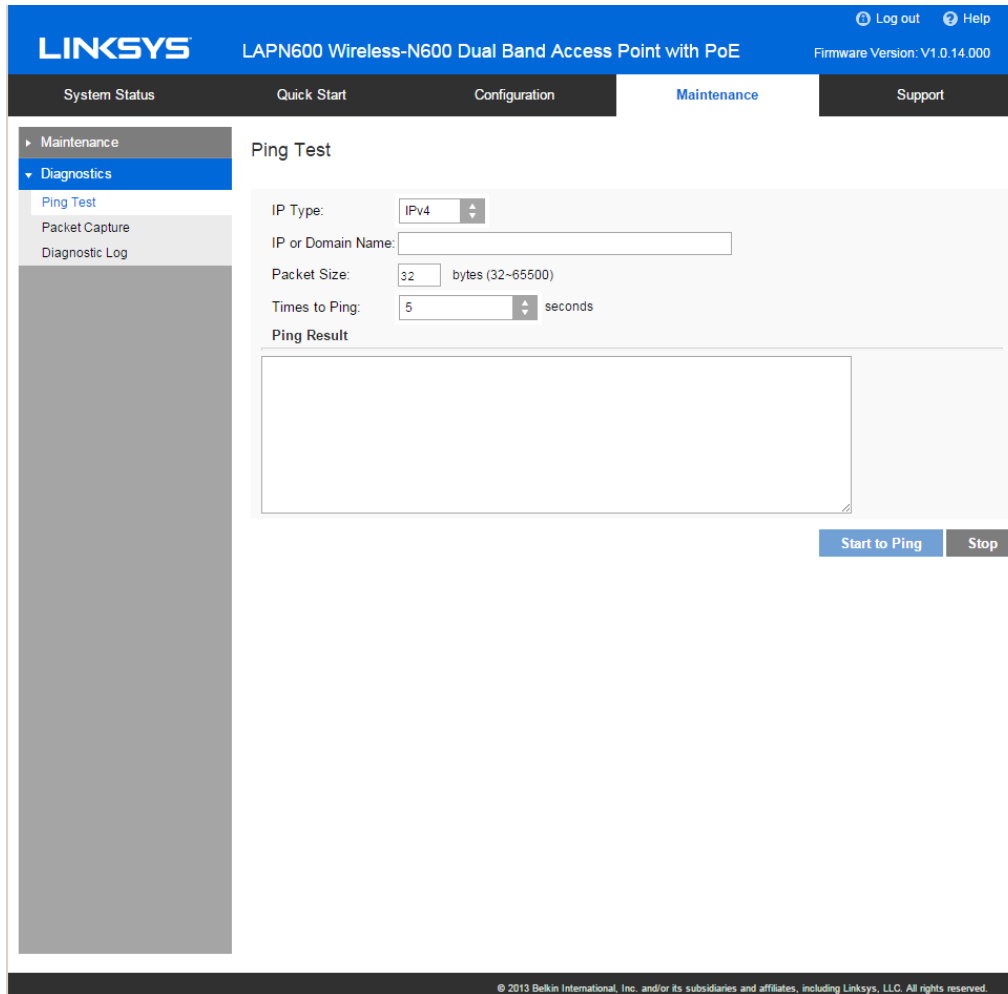 Log out Help
LINKSYS LAPN600 Wireless-N600 Dual Band Access Point with PoE Firmware Version: V1.0.14.000
System Status Quick Start Configuration Maintenance Support
Maintenance
Diagnostics
Ping Test
Packet Capture
Diagnostic Log
Ping Test
IP Type: IPv4
IP or Domain Name:
Packet Size: 32 bytes (32~65500)
Times to Ping: 5 seconds
Ping Result
Start to Ping Stop
© 2013 Belkin International, Inc. and/or its subsidiaries and affiliates, including Linksys, LLC. All rights reserved.